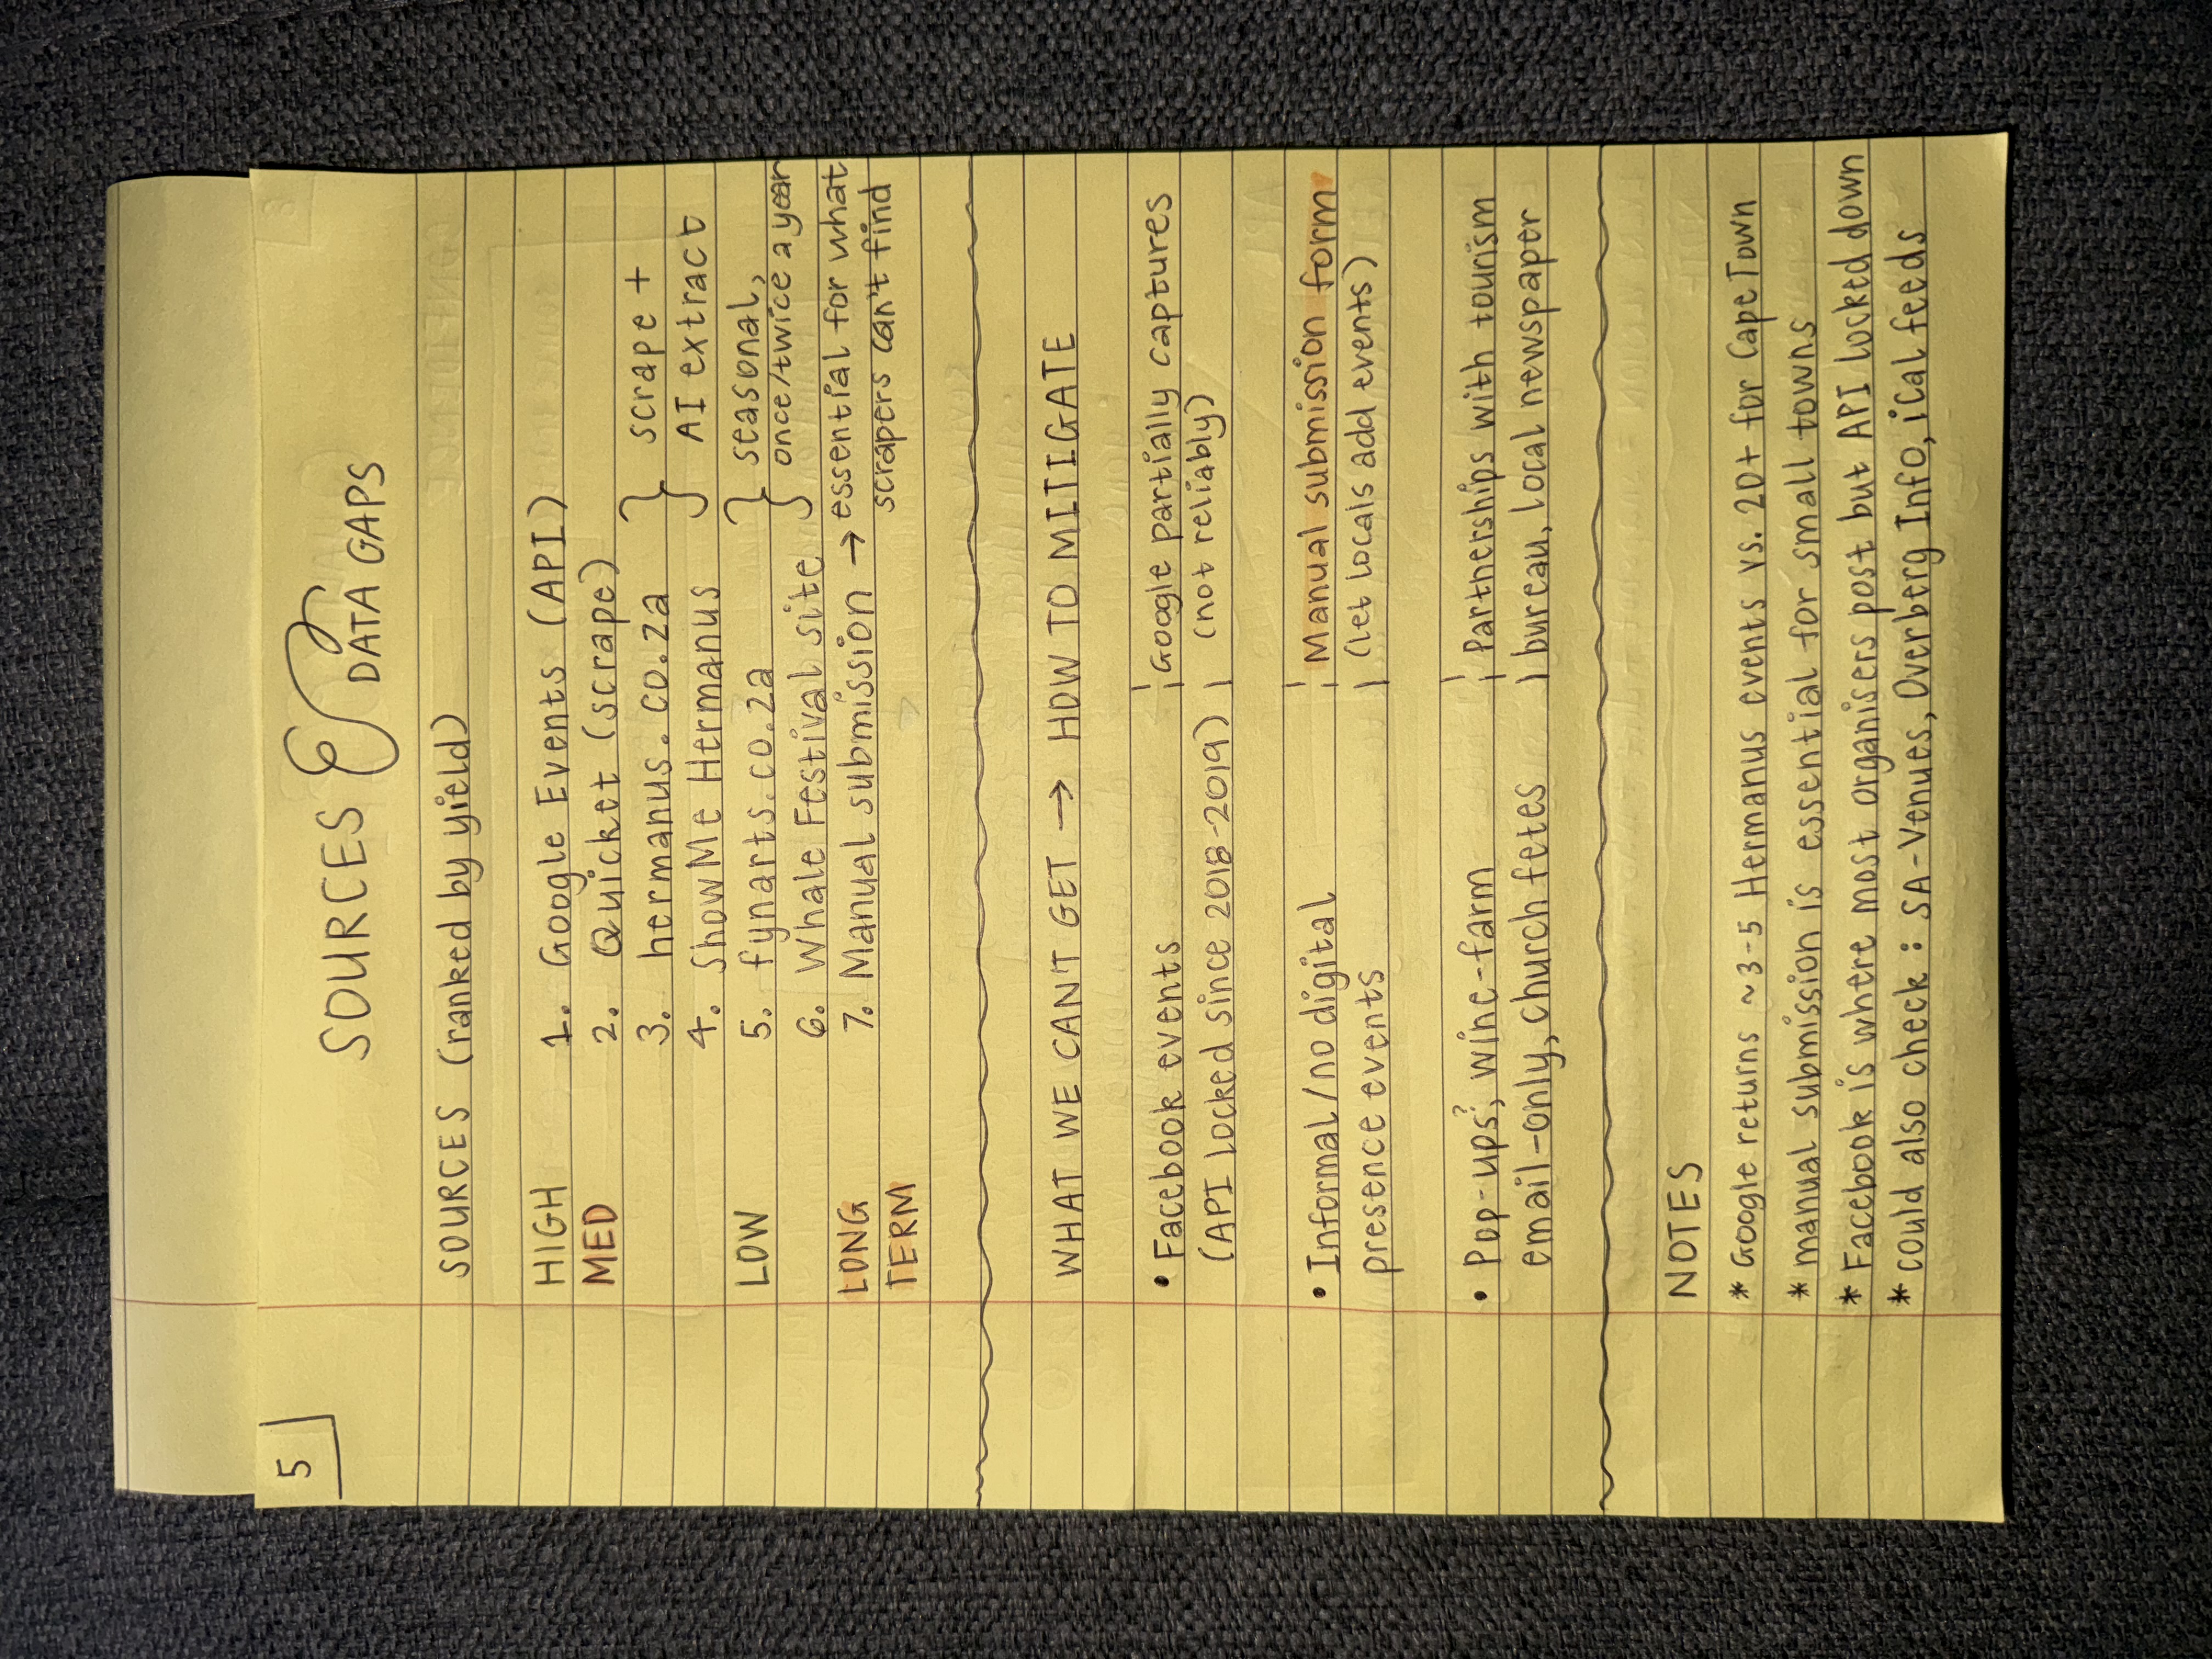 5
SOURCES & DATA GAPS
SOURCES (ranked by yield)
HIGH 1. Google Events (API)
MED 2. Quicket (scrape)
3. hermanus.co.za } scrape +
4. ShowMe Hermanus AI extract
LOW 5. fynarts.co.za } seasonal,
6. Whale Festival site once/twice a year
LONG 7. Manual submission → essential for what
TERM scrapers can't find
WHAT WE CAN'T GET → HOW TO MITIGATE
• Facebook events ¦ Google partially captures
(API locked since 2018-2019) ¦ (not reliably)
• Informal/no digital ¦ Manual submission form
presence events ¦ (let locals add events)
• Pop-ups?, wine-farm ¦ Partnerships with tourism
email-only, church fetes ¦ bureau, local newspaper
NOTES
* Google returns ~3-5 Hermanus events vs. 20+ for Cape Town
* manual submission is essential for small towns
* Facebook is where most organisers post but API locked down
* could also check : SA-Venues, Overberg Info, iCal feeds